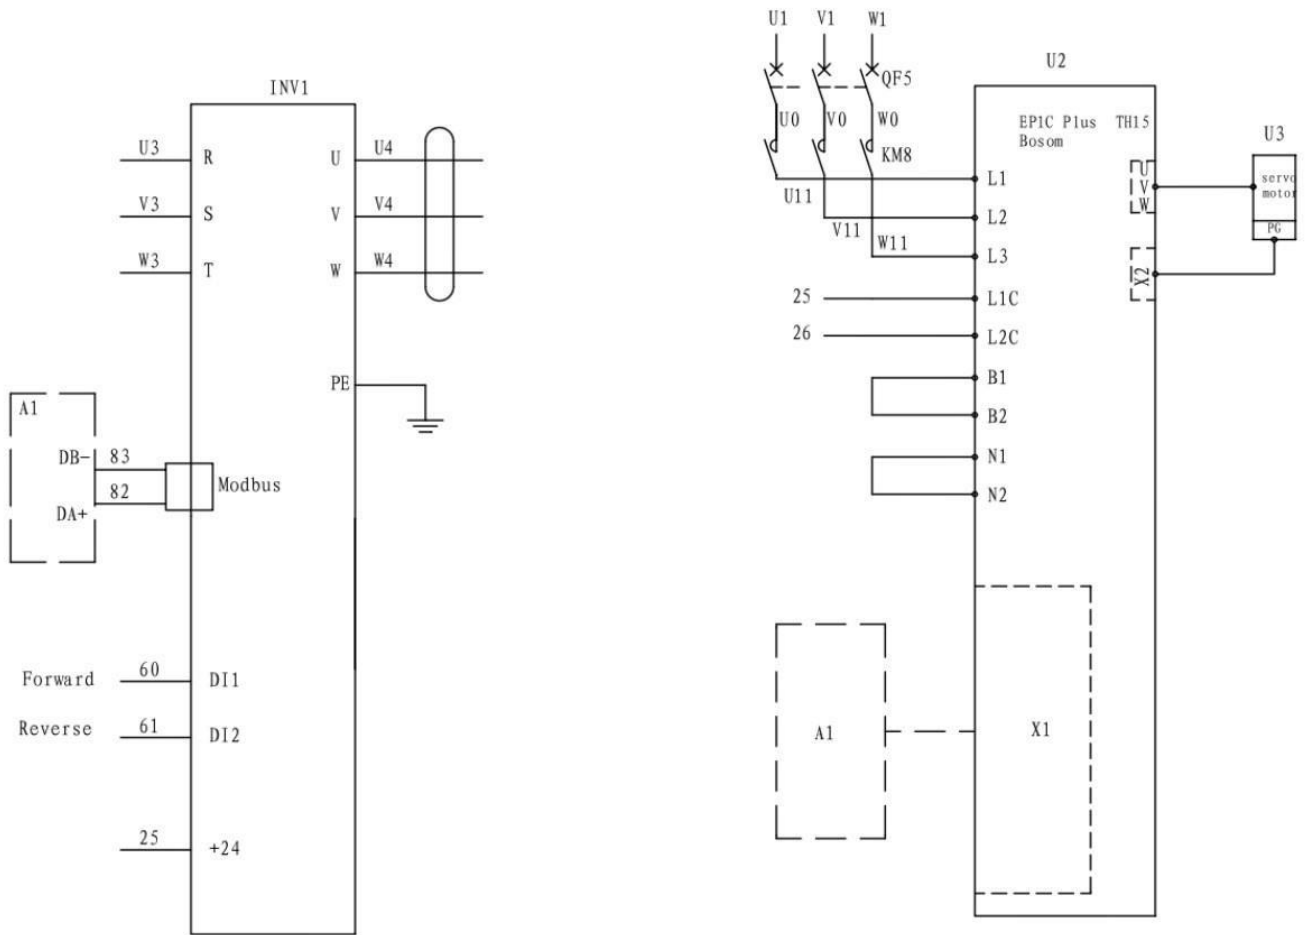 INV1
U3 R U U4
V3 S V V4
W3 T W W4
PE
A1
DB- 83
82
DA+
Modbus
Forward 60 DI1
Reverse 61 DI2
25 +24
U1 V1 W1
QF5
U0 V0 W0
KM8
U11
V11
W11
U2
EP1C Plus TH15
Bosom
L1
L2
L3
25 L1C
26 L2C
B1
B2
N1
N2
U
V
W
X2
U3
servo
motor
PG
A1
X1